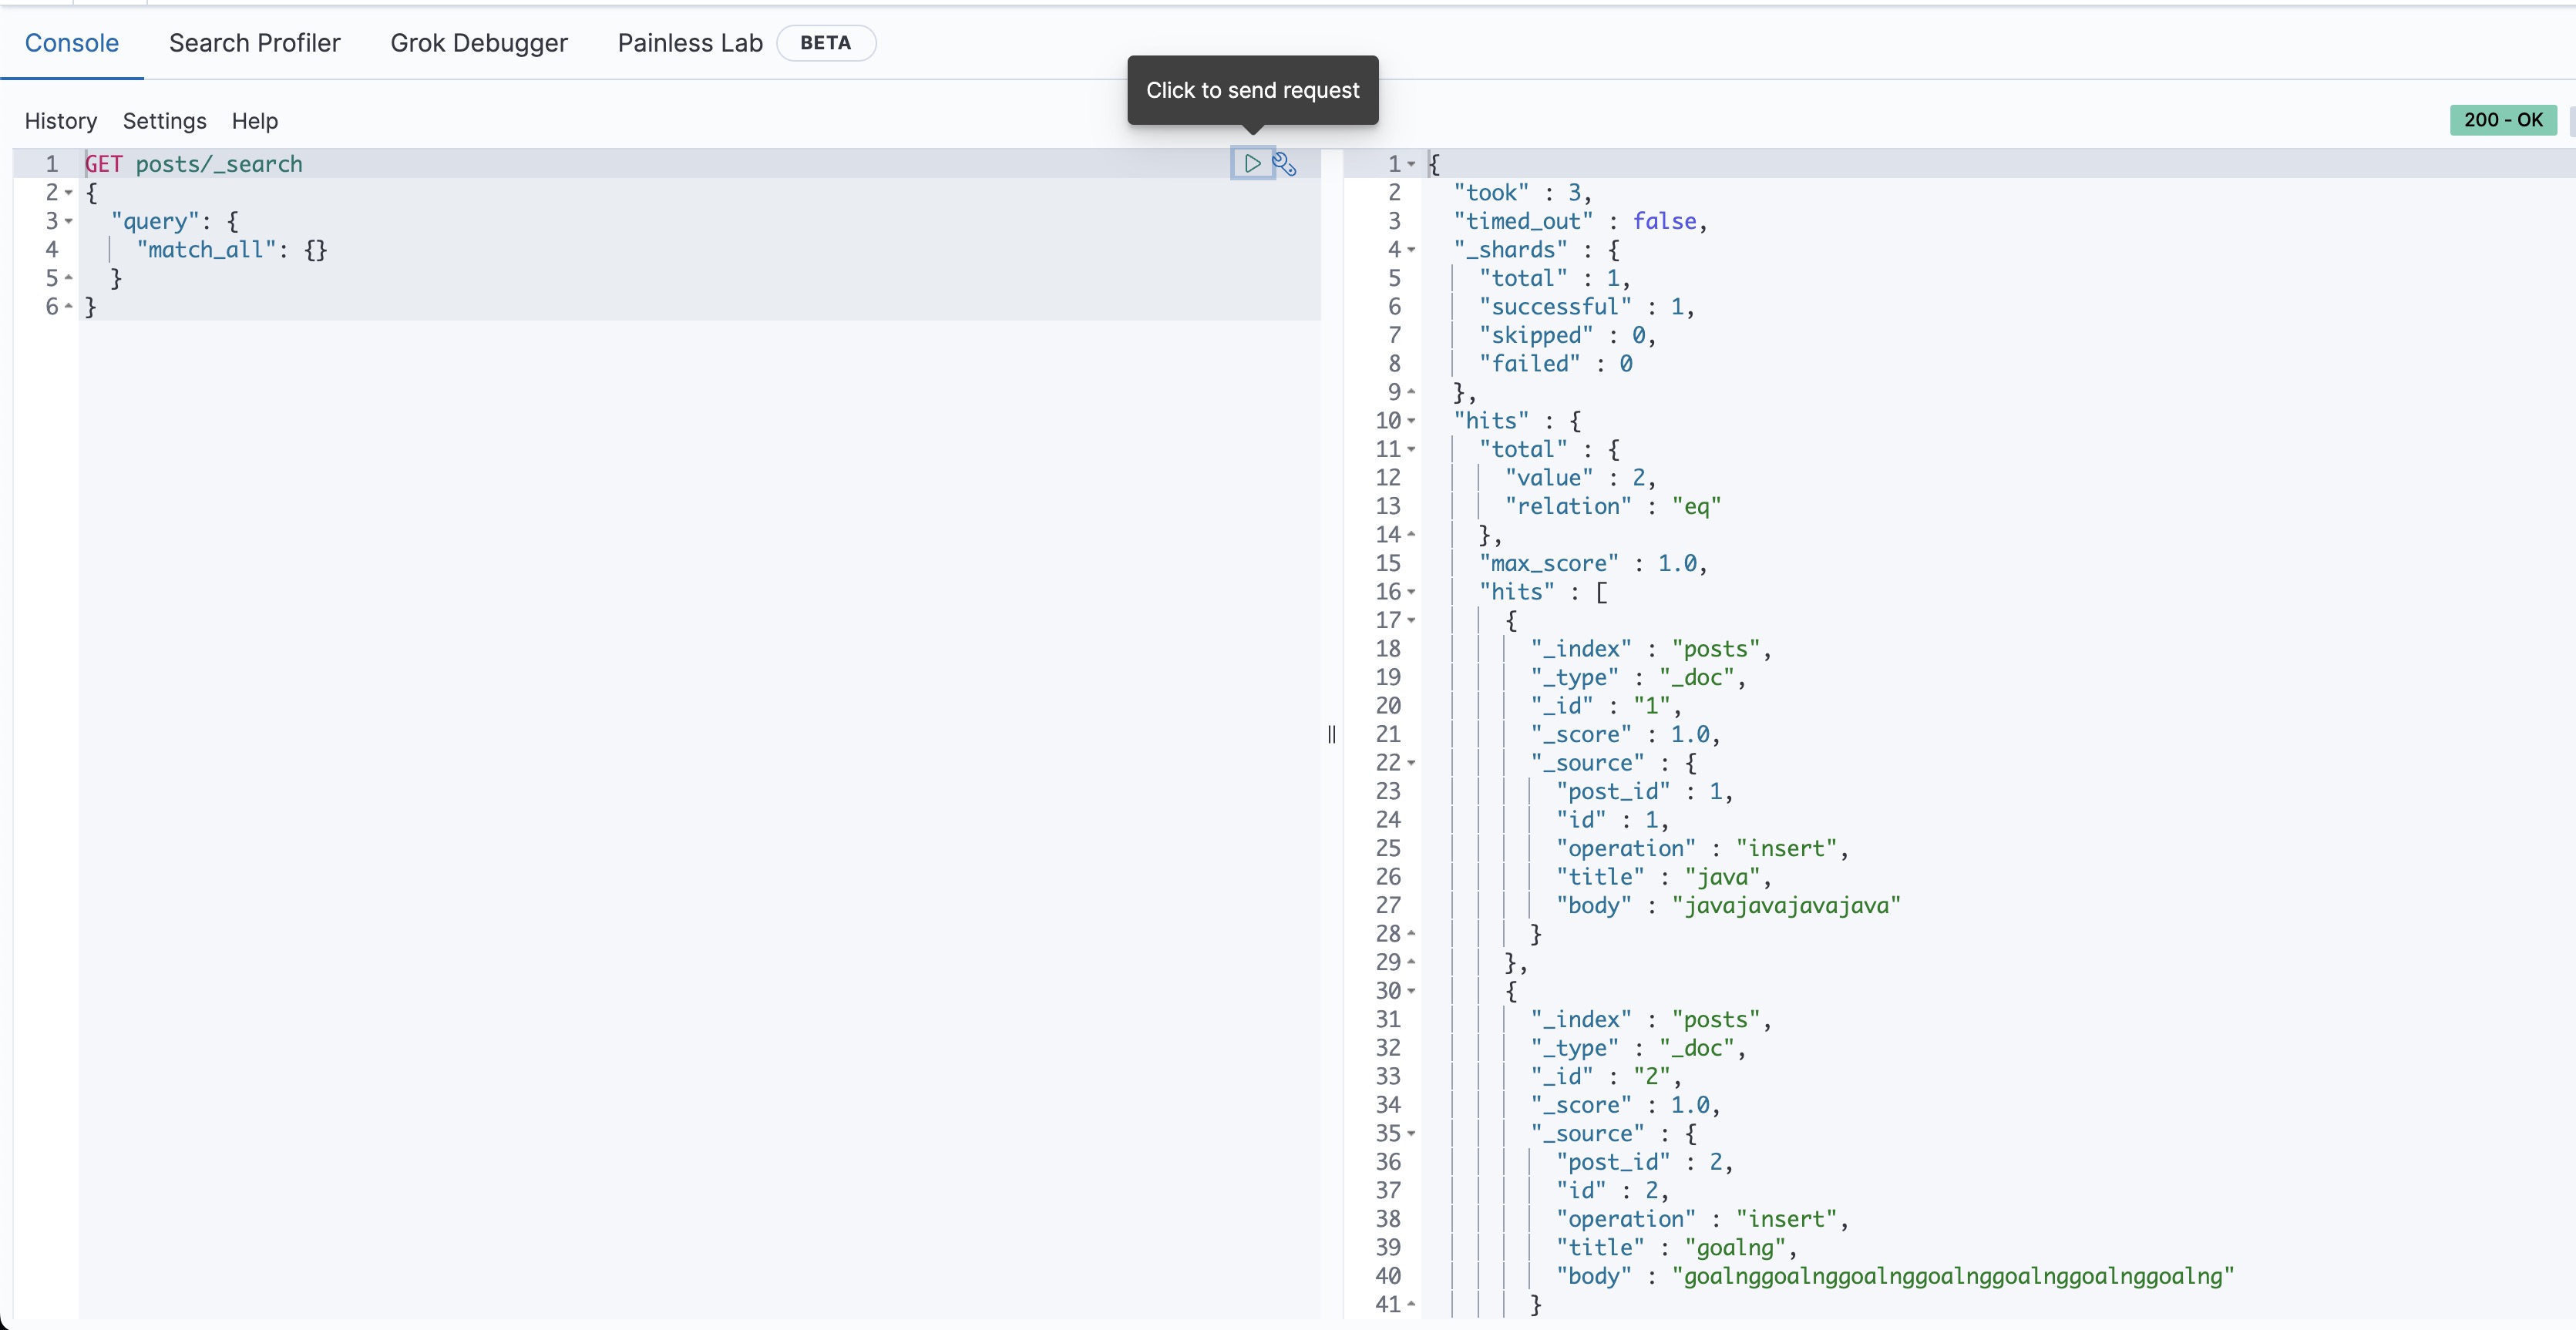 Console Search Profiler Grok Debugger Painless Lab BETA
Click to send request
History Settings Help
200 - OK
1 GET posts/_search
2 {
3 "query": {
4 "match_all": {}
5 }
6 }
1 {
2 "took" : 3,
3 "timed_out" : false,
4 "_shards" : {
5 "total" : 1,
6 "successful" : 1,
7 "skipped" : 0,
8 "failed" : 0
9 },
10 "hits" : {
11 "total" : {
12 "value" : 2,
13 "relation" : "eq"
14 },
15 "max_score" : 1.0,
16 "hits" : [
17 {
18 "_index" : "posts",
19 "_type" : "_doc",
20 "_id" : "1",
21 "_score" : 1.0,
22 "_source" : {
23 "post_id" : 1,
24 "id" : 1,
25 "operation" : "insert",
26 "title" : "java",
27 "body" : "javajavajavajava"
28 }
29 },
30 {
31 "_index" : "posts",
32 "_type" : "_doc",
33 "_id" : "2",
34 "_score" : 1.0,
35 "_source" : {
36 "post_id" : 2,
37 "id" : 2,
38 "operation" : "insert",
39 "title" : "goalng",
40 "body" : "goalnggoalnggoalnggoalnggoalnggoalnggoalng"
41 }